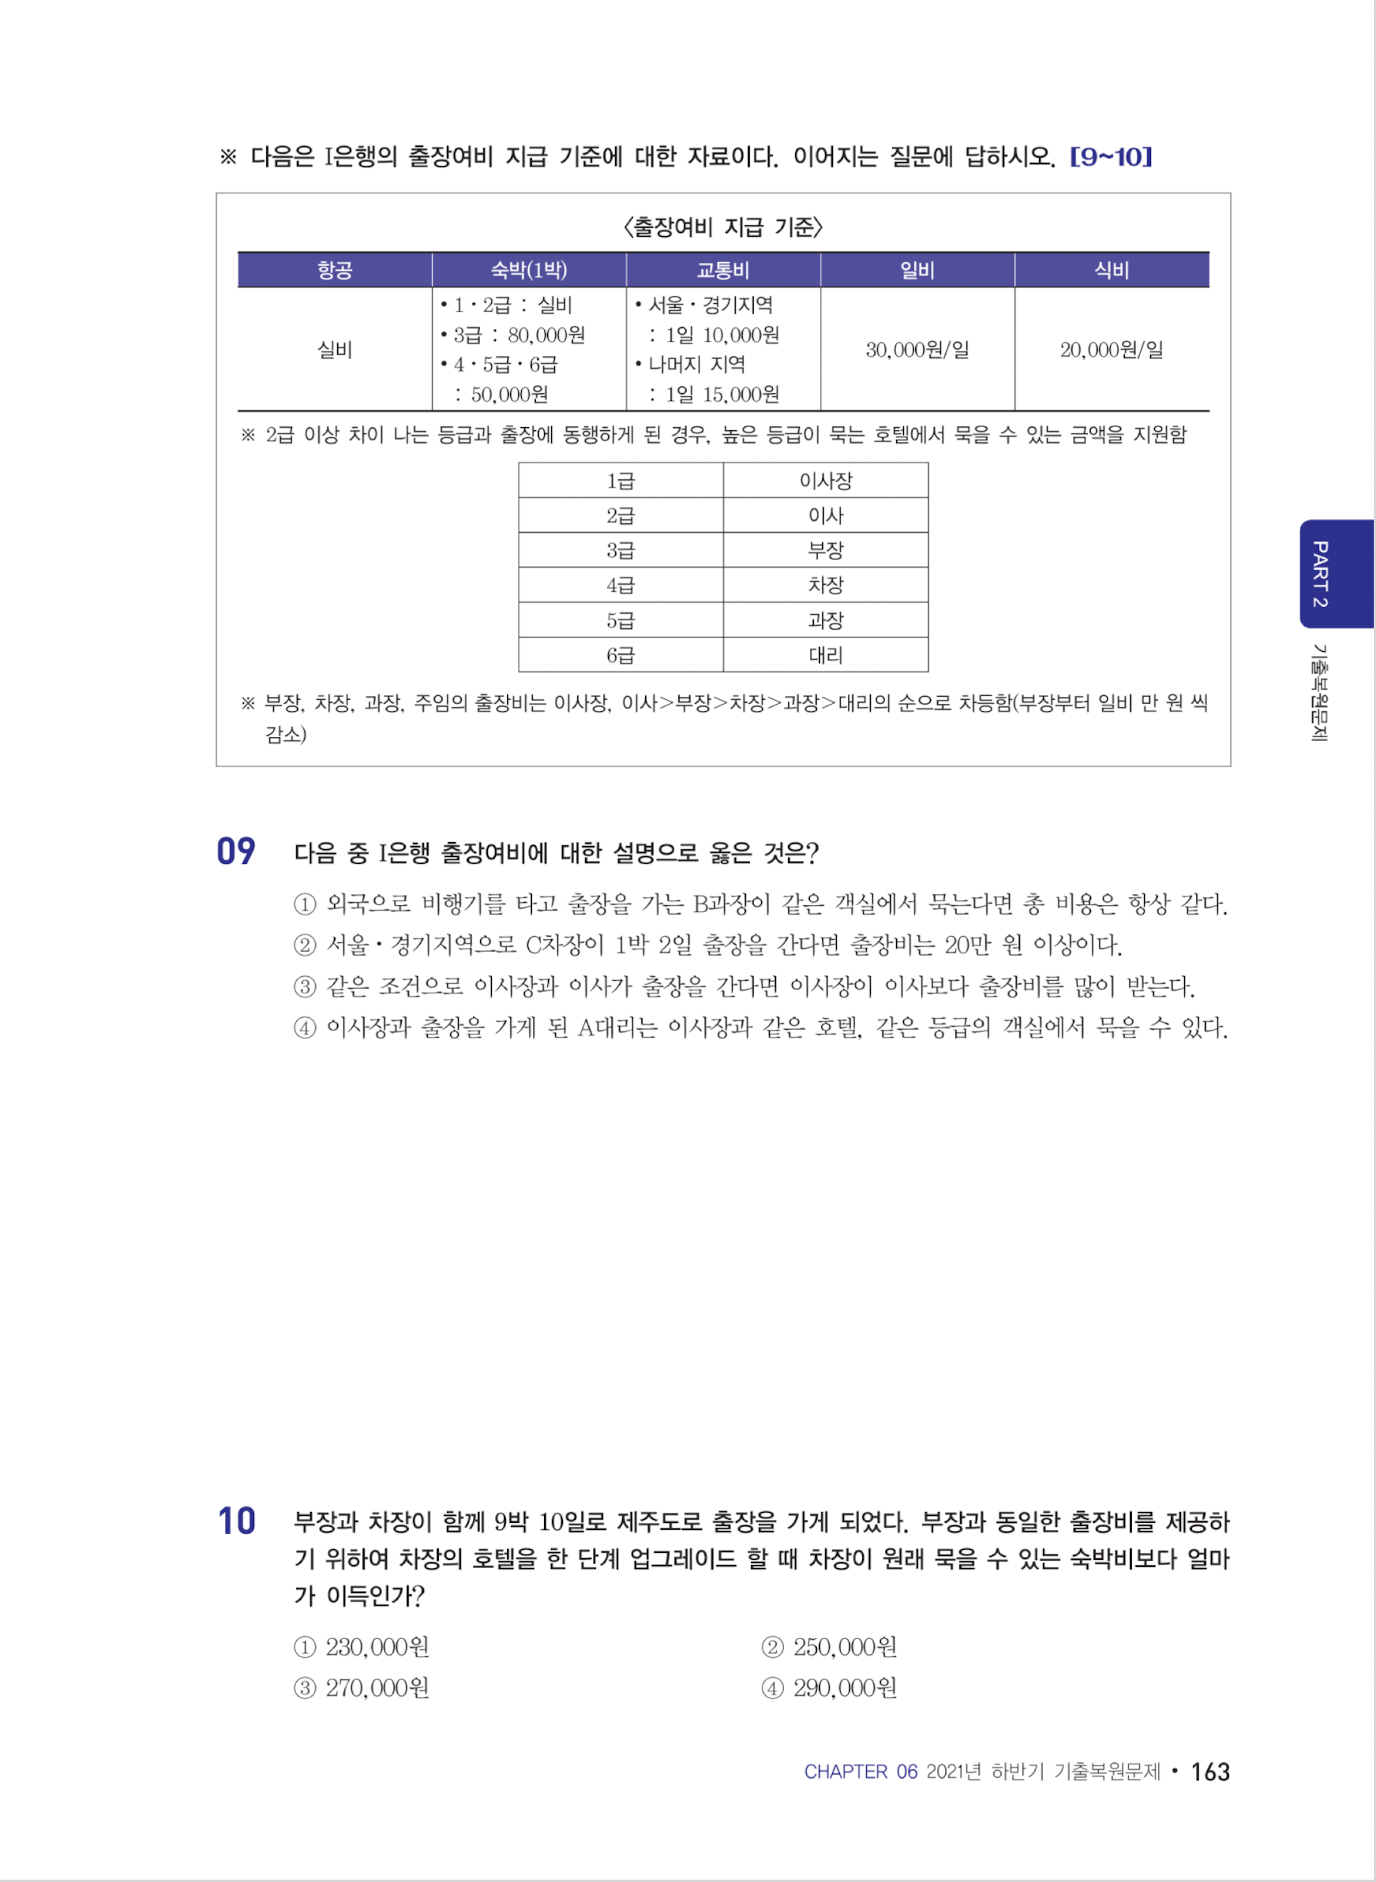 ※ 다음은 I은행의 출장여비 지급 기준에 대한 자료이다. 이어지는 질문에 답하시오. [9~10]
〈출장여비 지급 기준〉
항공 숙박(1박) 교통비 일비 식비
실비
• 1・2급 : 실비
• 3급 : 80,000원
• 4・5급・6급
: 50,000원
• 서울・경기지역
: 1일 10,000원
• 나머지 지역
: 1일 15,000원
30,000원/일
20,000원/일
※ 2급 이상 차이 나는 등급과 출장에 동행하게 된 경우, 높은 등급이 묵는 호텔에서 묵을 수 있는 금액을 지원함
1급 이사장
2급 이사
3급 부장
4급 차장
5급 과장
6급 대리
※ 부장, 차장, 과장, 주임의 출장비는 이사장, 이사>부장>차장>과장>대리의 순으로 차등함(부장부터 일비 만 원 씩
감소)
PART 2
기출복원문제
09 다음 중 I은행 출장여비에 대한 설명으로 옳은 것은?
① 외국으로 비행기를 타고 출장을 가는 B과장이 같은 객실에서 묵는다면 총 비용은 항상 같다.
② 서울・경기지역으로 C차장이 1박 2일 출장을 간다면 출장비는 20만 원 이상이다.
③ 같은 조건으로 이사장과 이사가 출장을 간다면 이사장이 이사보다 출장비를 많이 받는다.
④ 이사장과 출장을 가게 된 A대리는 이사장과 같은 호텔, 같은 등급의 객실에서 묵을 수 있다.
10 부장과 차장이 함께 9박 10일로 제주도로 출장을 가게 되었다. 부장과 동일한 출장비를 제공하
기 위하여 차장의 호텔을 한 단계 업그레이드 할 때 차장이 원래 묵을 수 있는 숙박비보다 얼마
가 이득인가?
① 230,000원 ② 250,000원
③ 270,000원 ④ 290,000원
CHAPTER 06 2021년 하반기 기출복원문제 • 163